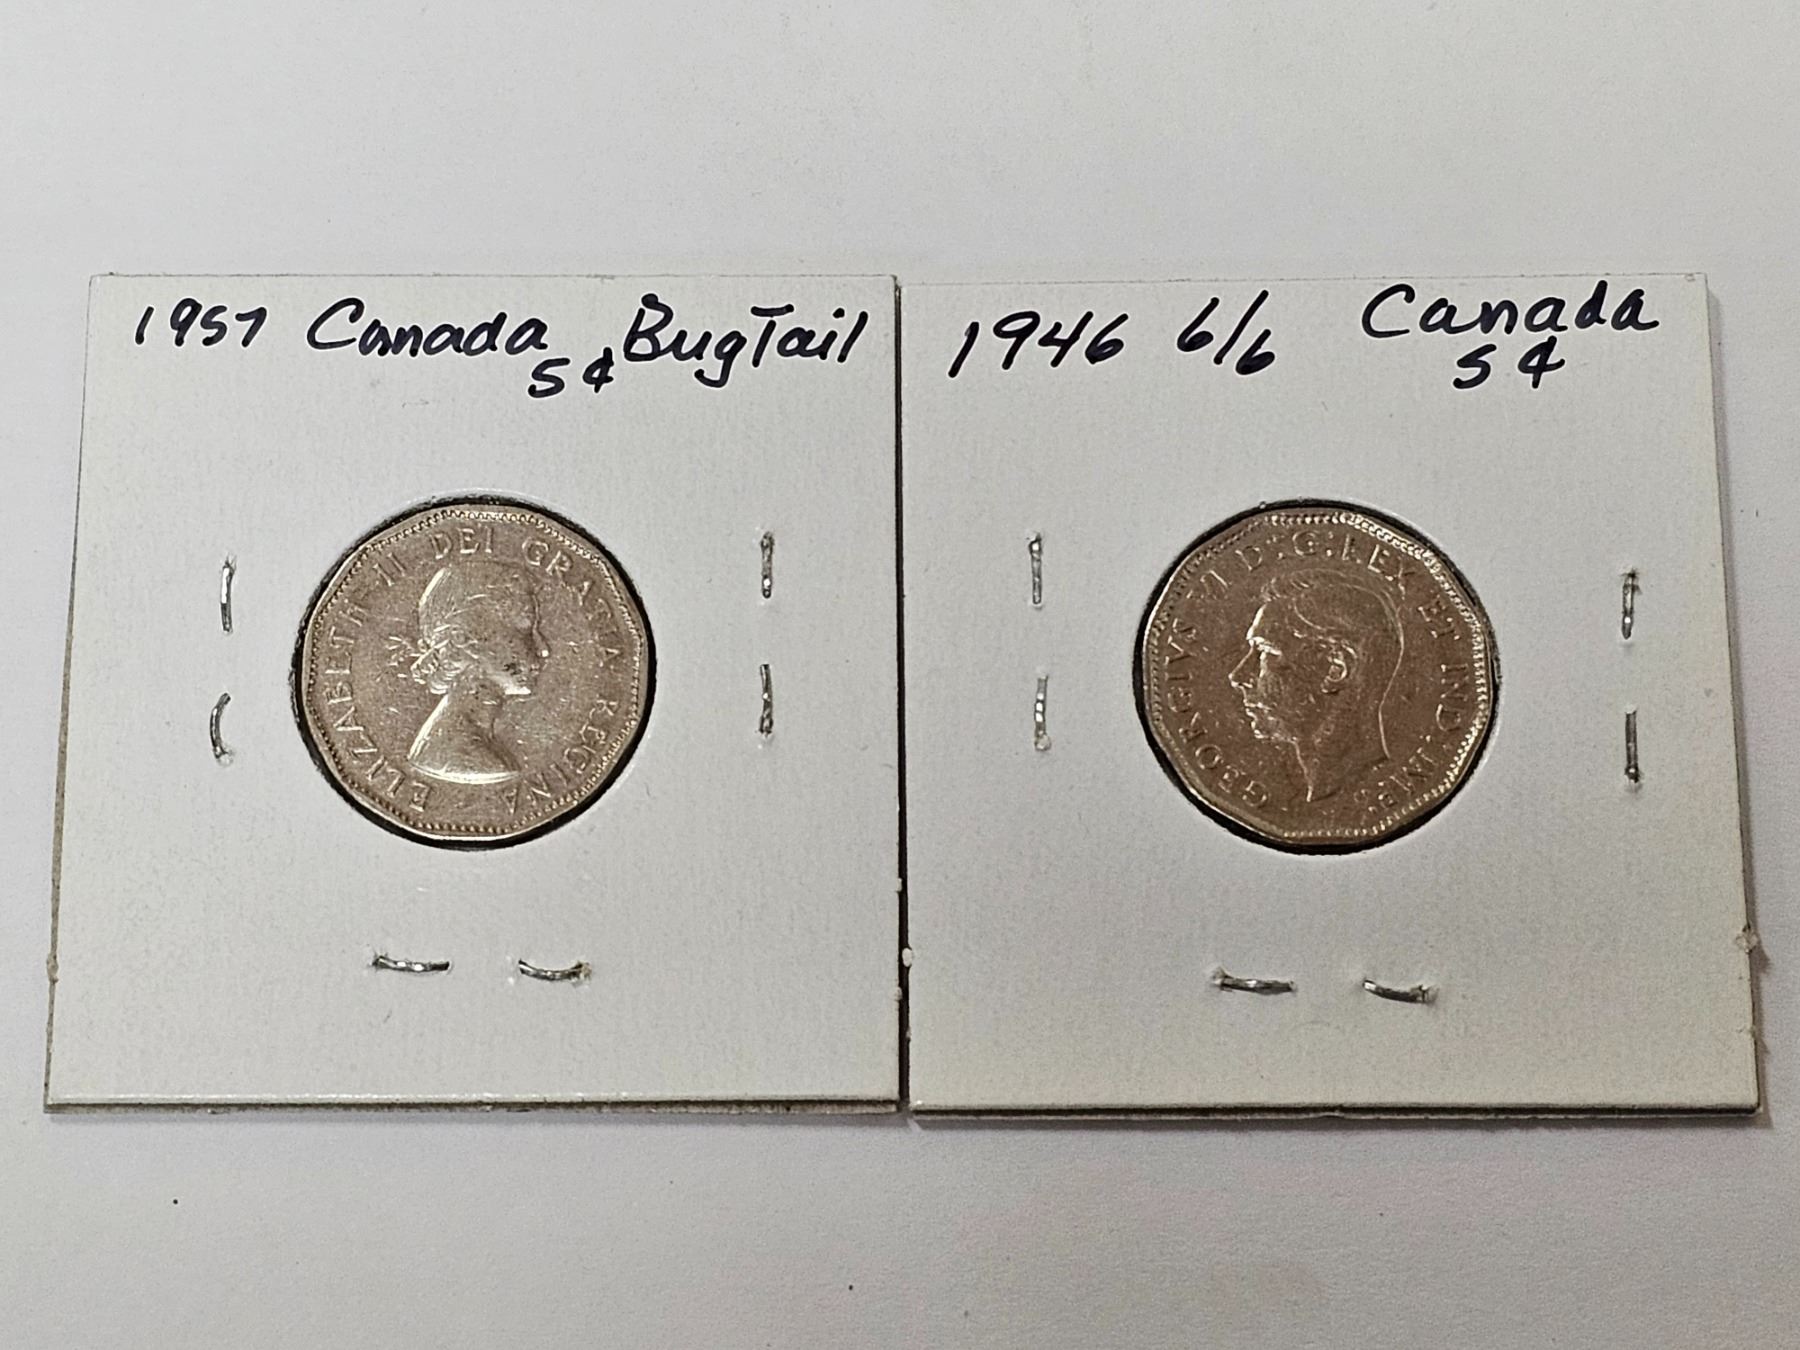 1957 Canada 5¢ BugTail
ELIZABETH II DEI GRATIA REGINA
1946 6/6 Canada
5¢
GEORGIVS VI D:G:REX ET IND:IMP: